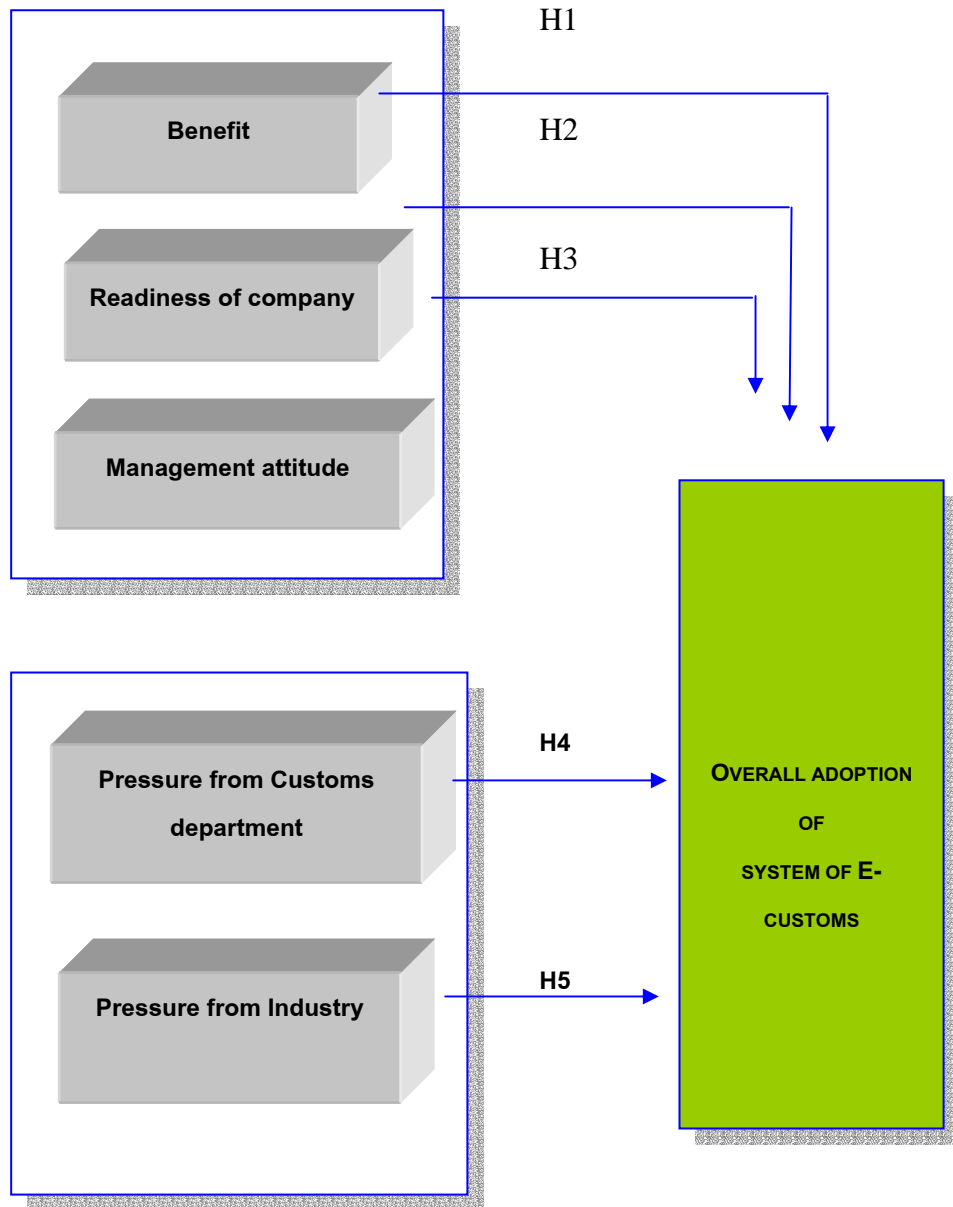 H1
Benefit
H2
Readiness of company
H3
Management attitude
Pressure from Customs
department
H4
Pressure from Industry
H5
OVERALL ADOPTION
OF
SYSTEM OF E-
CUSTOMS